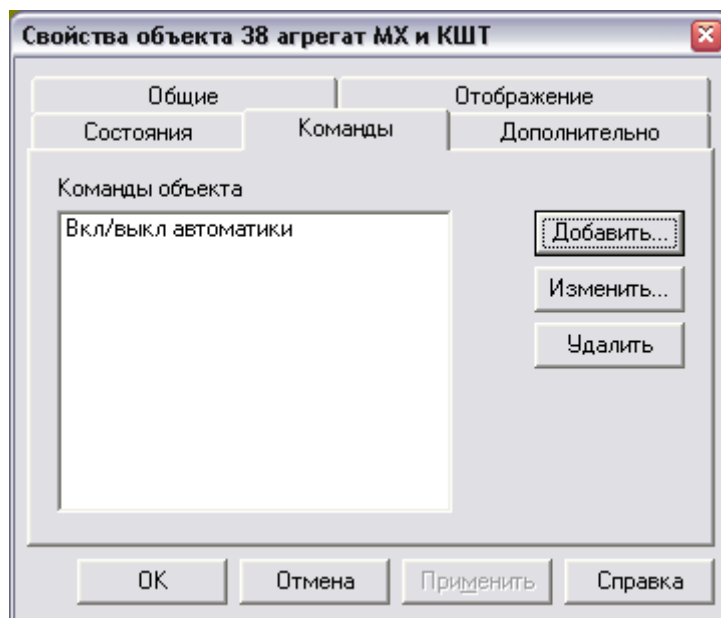 Свойства объекта 38 агрегат МХ и КШТ
Общие
Отображение
Состояния
Команды
Дополнительно
Команды объекта
Вкл/выкл автоматики
Добавить...
Изменить...
Удалить
OK
Отмена
Применить
Справка